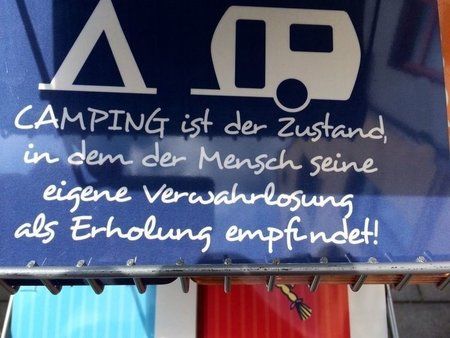 CAMPING ist der Zustand,
in dem der Mensch seine
eigene Verwahrlosung
als Erholung empfindet!